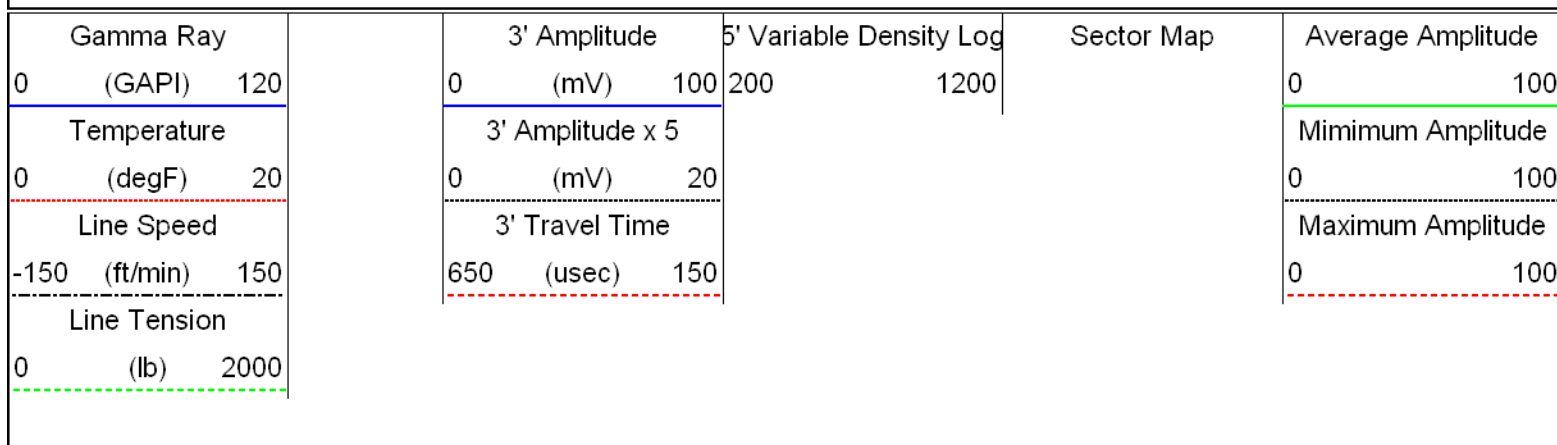 Gamma Ray
0 (GAPI) 120
Temperature
0 (degF) 20
Line Speed
-150 (ft/min) 150
Line Tension
0 (lb) 2000
3' Amplitude
0 (mV) 100
3' Amplitude x 5
0 (mV) 20
3' Travel Time
650 (usec) 150
5' Variable Density Log
200 1200
Sector Map
Average Amplitude
0 100
Mimimum Amplitude
0 100
Maximum Amplitude
0 100